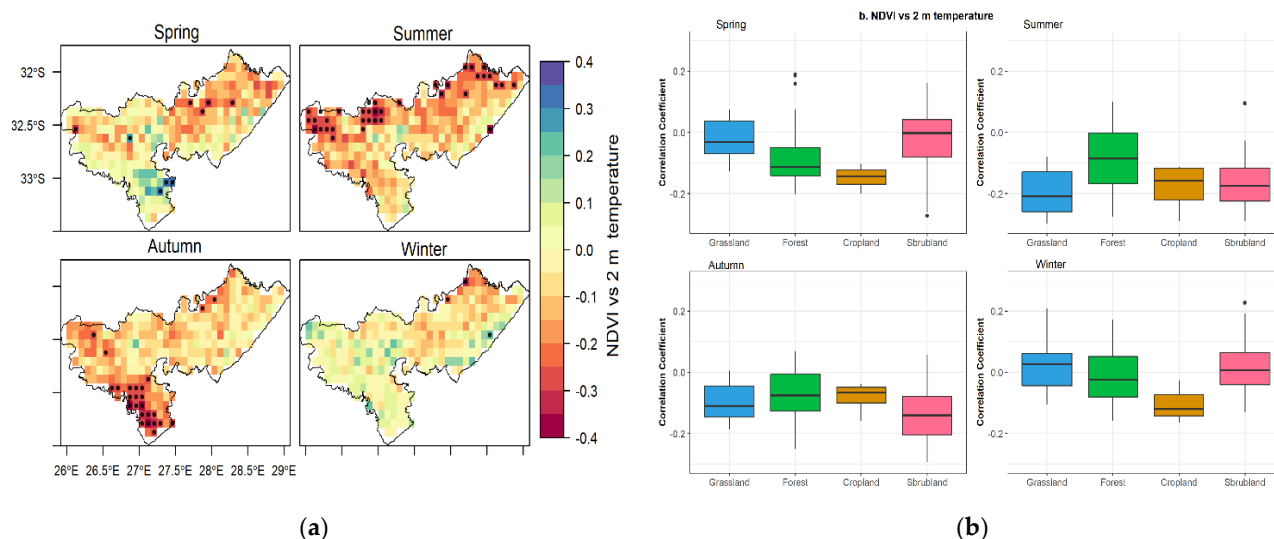 Spring
Summer
32°S
32.5°S
33°S
Autumn
Winter
26°E 26.5°E 27°E 27.5°E 28°E 28.5°E 29°E
0.4
0.3
0.2
0.1
0.0
-0.1
-0.2
-0.3
-0.4
NDVI vs 2 m temperature
(a)
b. NDVI vs 2 m temperature
Spring
Correlation Coefficient
0.2
0.0
-0.2
Grassland Forest Cropland Sbrubland
Summer
Correlation Coefficient
0.2
0.0
-0.2
Grassland Forest Cropland Sbrubland
Autumn
Correlation Coefficient
0.2
0.0
-0.2
Grassland Forest Cropland Sbrubland
Winter
Correlation Coefficient
0.2
0.0
-0.2
Grassland Forest Cropland Sbrubland
(b)